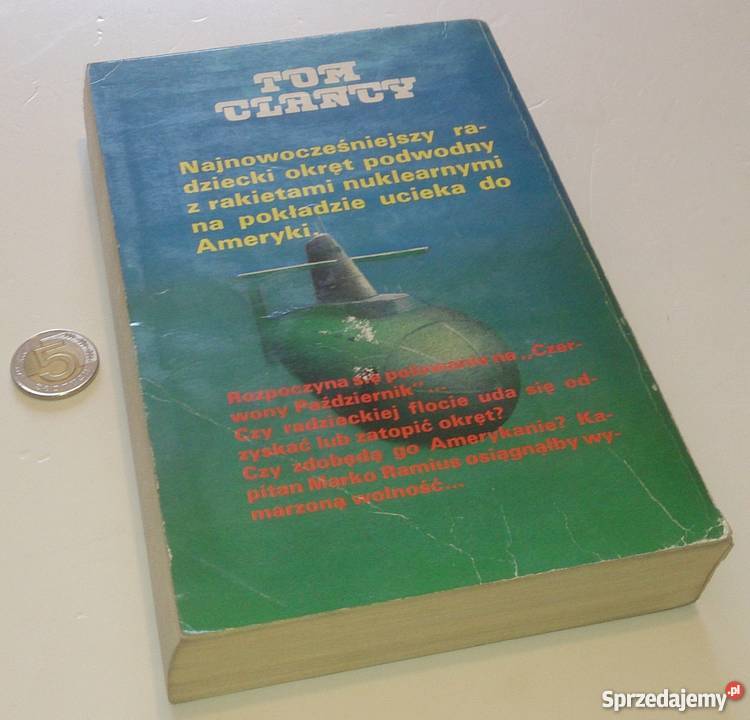 TOM
CLANCY
Najnowocześniejszy ra-
dziecki okręt podwodny
z rakietami nuklearnymi
na pokładzie ucieka do
Ameryki.
Rozpoczyna się polowanie na „Czer-
wony Październik"...
Czy radzieckiej flocie uda się od-
zyskać lub zatopić okręt?
Czy zdobędą go Amerykanie? Ka-
pitan Marko Ramius osiągnąłby wy-
marzoną wolność...
5
ZŁOTYCH
Sprzedajemy.pl